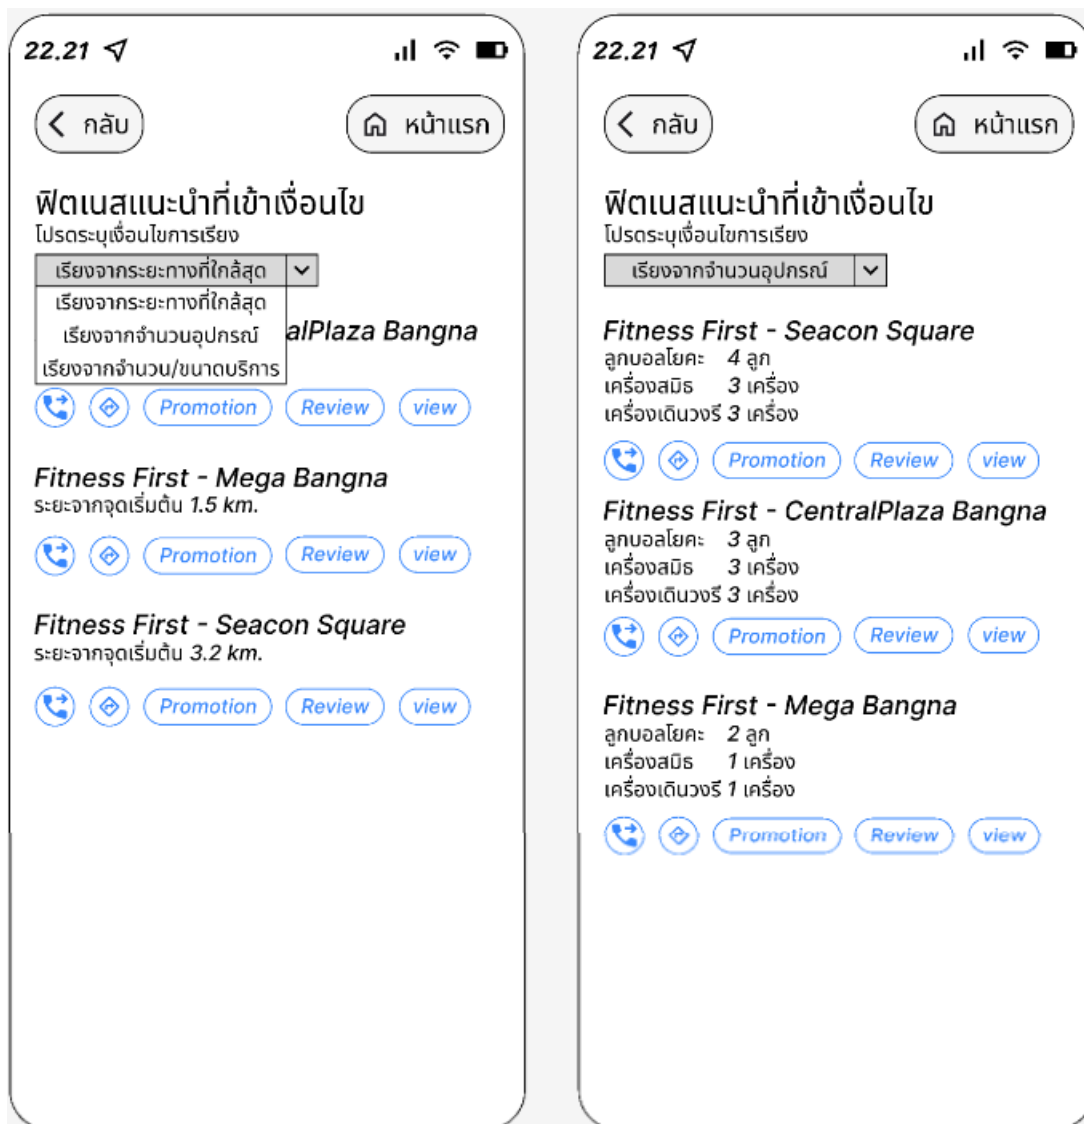 22.21
กลับ
หน้าแรก
ฟิตเนสแนะนำที่เข้าเงื่อนไข
โปรดระบุเงื่อนไขการเรียง
เรียงจากระยะทางที่ใกล้สุด
เรียงจากระยะทางที่ใกล้สุด
เรียงจากจำนวนอุปกรณ์
เรียงจากจำนวน/ขนาดบริการ
alPlaza Bangna
Promotion Review view
Fitness First - Mega Bangna
ระยะจากจุดเริ่มต้น 1.5 km.
Promotion Review view
Fitness First - Seacon Square
ระยะจากจุดเริ่มต้น 3.2 km.
Promotion Review view
22.21
กลับ
หน้าแรก
ฟิตเนสแนะนำที่เข้าเงื่อนไข
โปรดระบุเงื่อนไขการเรียง
เรียงจากจำนวนอุปกรณ์
Fitness First - Seacon Square
ลูกบอลโยคะ 4 ลูก
เครื่องสมิธ 3 เครื่อง
เครื่องเดินวงรี 3 เครื่อง
Promotion Review view
Fitness First - CentralPlaza Bangna
ลูกบอลโยคะ 3 ลูก
เครื่องสมิธ 3 เครื่อง
เครื่องเดินวงรี 3 เครื่อง
Promotion Review view
Fitness First - Mega Bangna
ลูกบอลโยคะ 2 ลูก
เครื่องสมิธ 1 เครื่อง
เครื่องเดินวงรี 1 เครื่อง
Promotion Review view